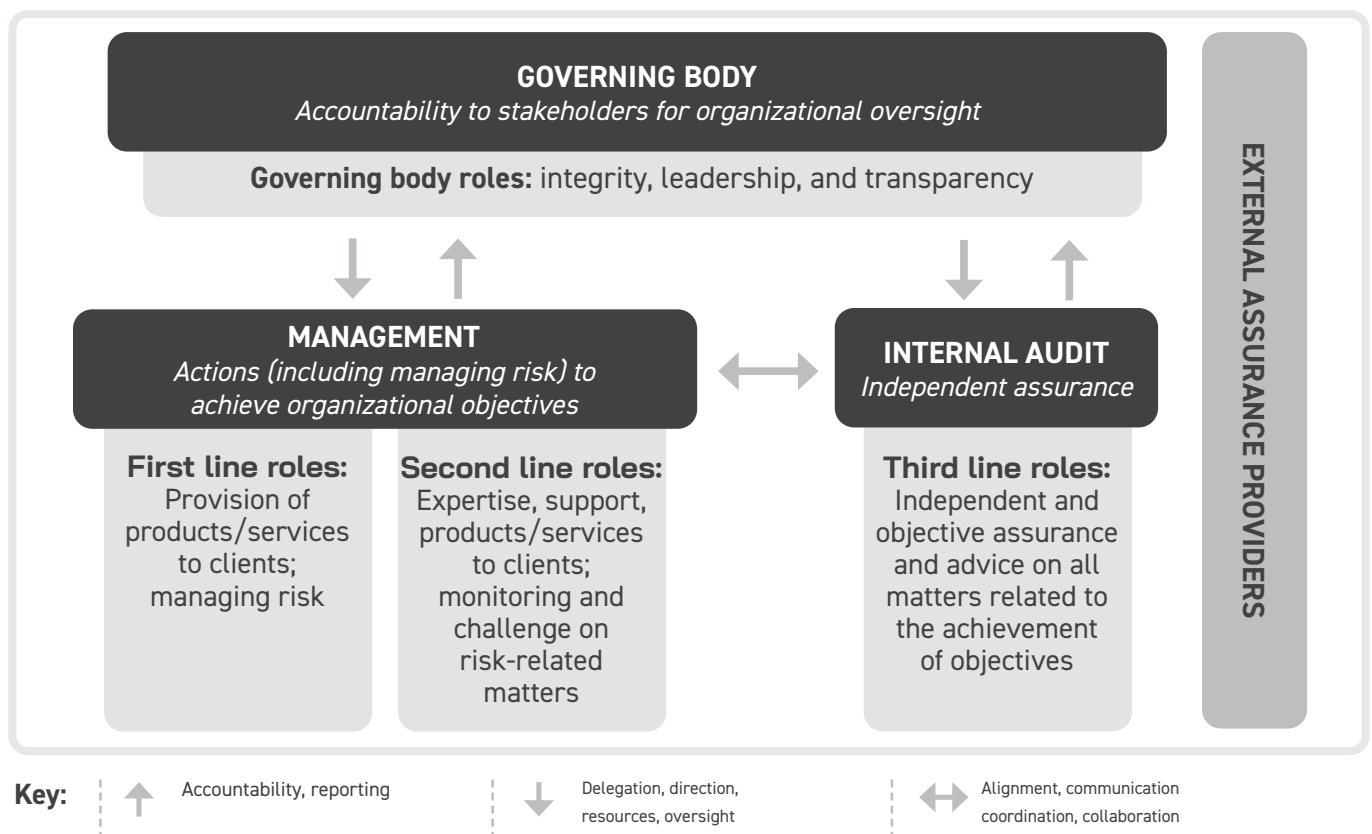 GOVERNING BODY
Accountability to stakeholders for organizational oversight
Governing body roles: integrity, leadership, and transparency
MANAGEMENT
Actions (including managing risk) to
achieve organizational objectives
First line roles:
Provision of
products/services
to clients;
managing risk
Second line roles:
Expertise, support,
products/services
to clients;
monitoring and
challenge on
risk-related
matters
INTERNAL AUDIT
Independent assurance
Third line roles:
Independent and
objective assurance
and advice on all
matters related to
the achievement
of objectives
EXTERNAL ASSURANCE PROVIDERS
Key:
Accountability, reporting
Delegation, direction,
resources, oversight
Alignment, communication
coordination, collaboration